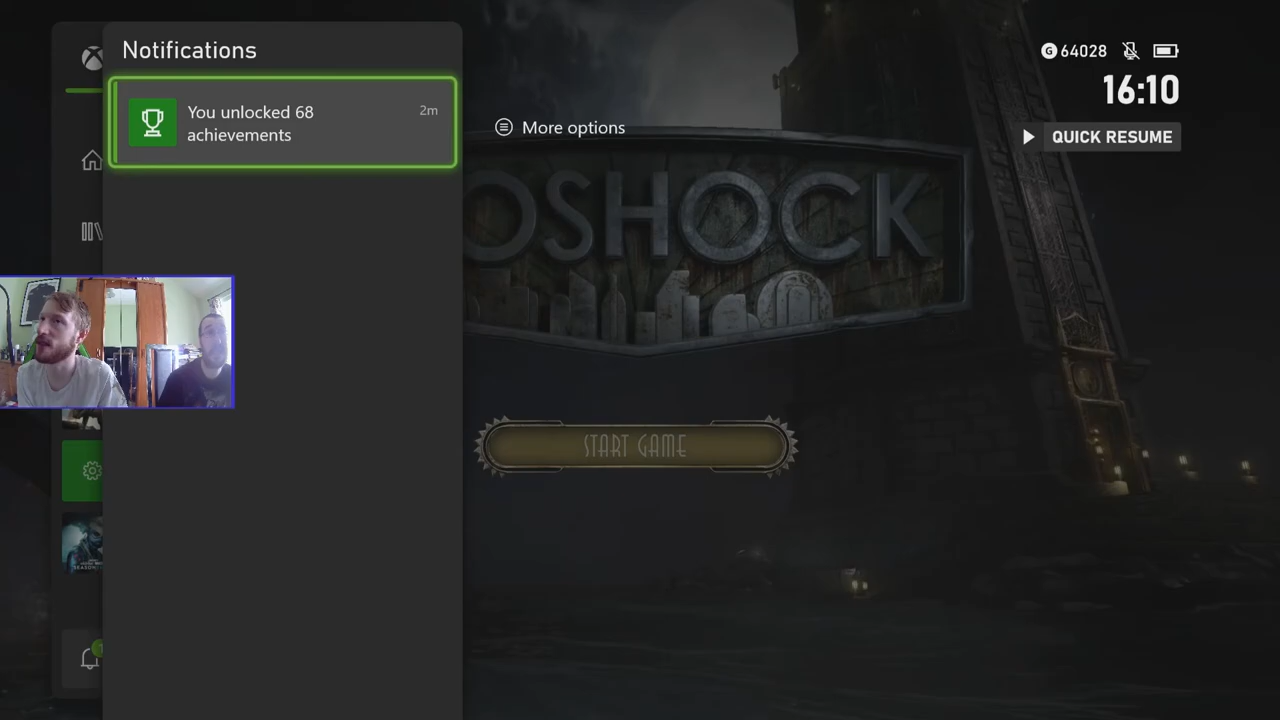 Notifications
You unlocked 68
achievements
2m
More options
G 64028
16:10
QUICK RESUME
OSHOCK
START GAME